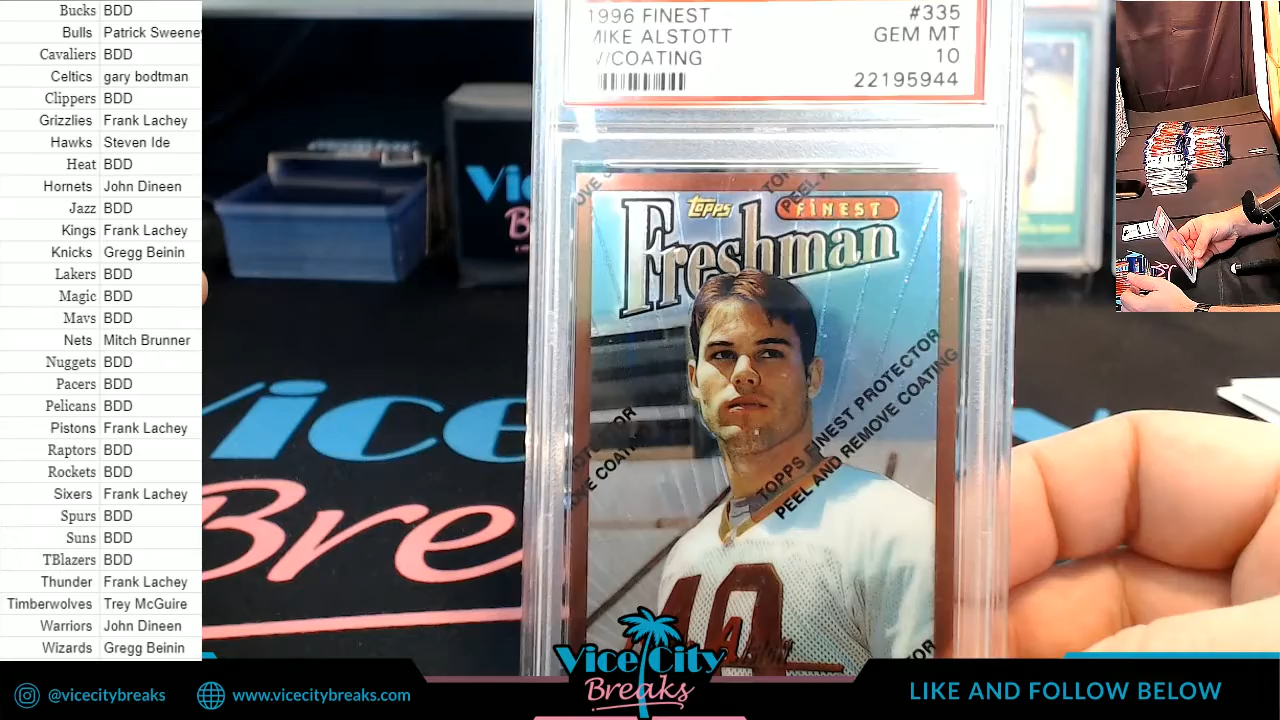 Bucks BDD
Bulls Patrick Sweene
Cavaliers BDD
Celtics gary bodtman
Clippers BDD
Grizzlies Frank Lachey
Hawks Steven Ide
Heat BDD
Hornets John Dineen
Jazz BDD
Kings Frank Lachey
Knicks Gregg Beinin
Lakers BDD
Magic BDD
Mavs BDD
Nets Mitch Brunner
Nuggets BDD
Pacers BDD
Pelicans BDD
Pistons Frank Lachey
Raptors BDD
Rockets BDD
Sixers Frank Lachey
Spurs BDD
Suns BDD
TBlazers BDD
Thunder Frank Lachey
Timberwolves Trey McGuire
Warriors John Dineen
Wizards Gregg Beinin
1996 FINEST #335
MIKE ALSTOTT GEM MT
W/COATING 10
22195944
TOPPS FINEST
Freshman
TOPPS FINEST PROTECTOR
PEEL AND REMOVE COATING
40
Vice
Bre
Vice City
Breaks
@vicecitybreaks
www.vicecitybreaks.com
LIKE AND FOLLOW BELOW